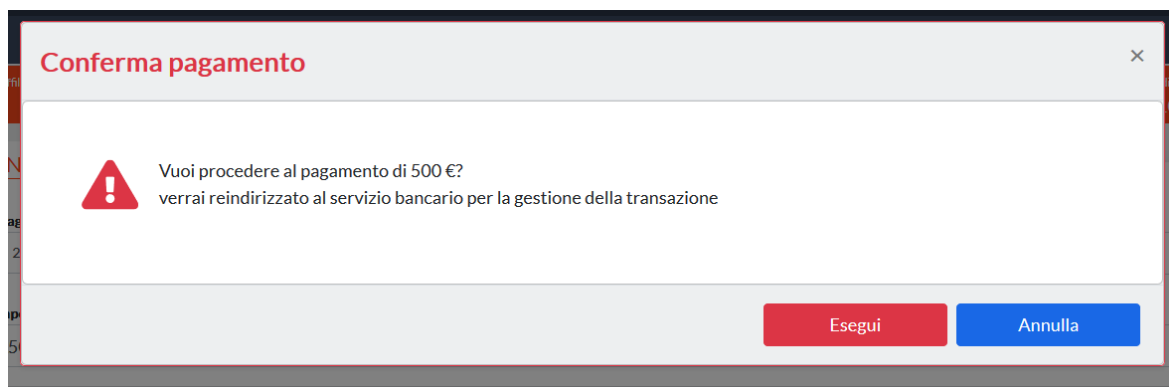 Conferma pagamento
×
Vuoi procedere al pagamento di 500 €?
verrai reindirizzato al servizio bancario per la gestione della transazione
Esegui
Annulla